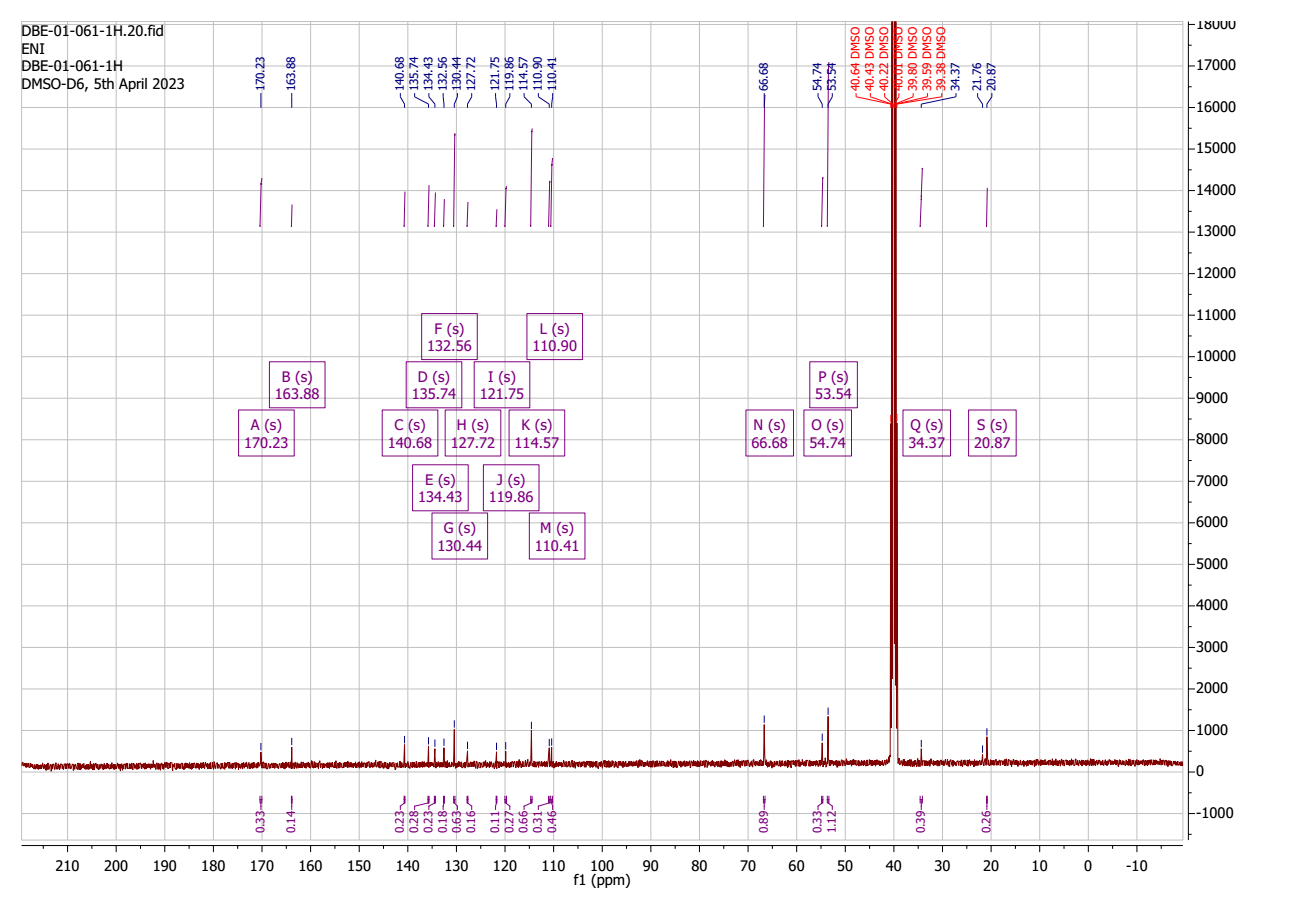 DBE-01-061-1H.20.fid
ENI
DBE-01-061-1H
DMSO-D6, 5th April 2023
170.23
163.88
140.68
135.74
134.43
132.56
130.44
127.72
121.75
119.86
114.57
110.90
110.41
66.68
54.74
53.54
40.64 DMSO
40.43 DMSO
40.22 DMSO
40.01 DMSO
39.80 DMSO
39.59 DMSO
39.38 DMSO
34.37
21.76
20.87
F (s)
132.56
L (s)
110.90
B (s)
163.88
D (s)
135.74
I (s)
121.75
P (s)
53.54
A (s)
170.23
C (s)
140.68
H (s)
127.72
K (s)
114.57
N (s)
66.68
O (s)
54.74
Q (s)
34.37
S (s)
20.87
E (s)
134.43
J (s)
119.86
G (s)
130.44
M (s)
110.41
0.33
0.14
0.23
0.28
0.23
0.18
0.63
0.16
0.11
0.27
0.66
0.31
0.46
0.89
0.33
1.12
0.39
0.26
18000
17000
16000
15000
14000
13000
12000
11000
10000
9000
8000
7000
6000
5000
4000
3000
2000
1000
0
-1000
210 200 190 180 170 160 150 140 130 120 110 100 90 80 70 60 50 40 30 20 10 0 -10
f1 (ppm)